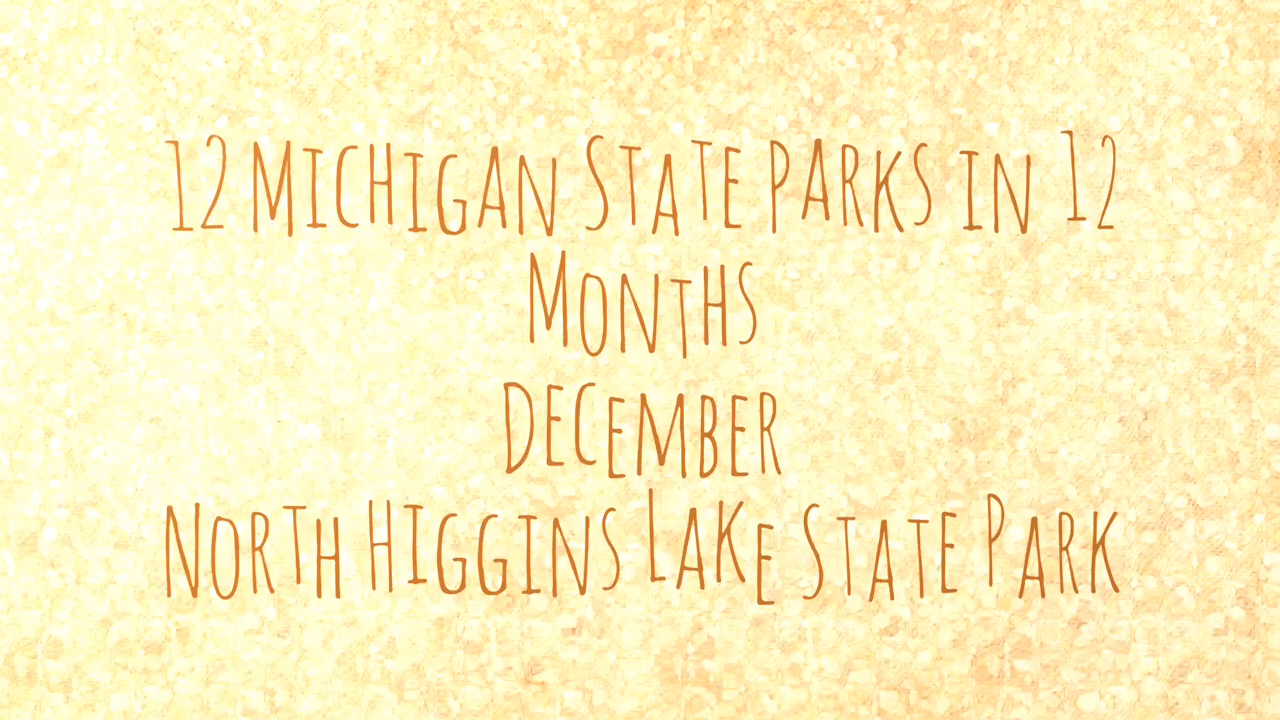 12 Michigan State Parks in 12
Months
December
North Higgins Lake State Park